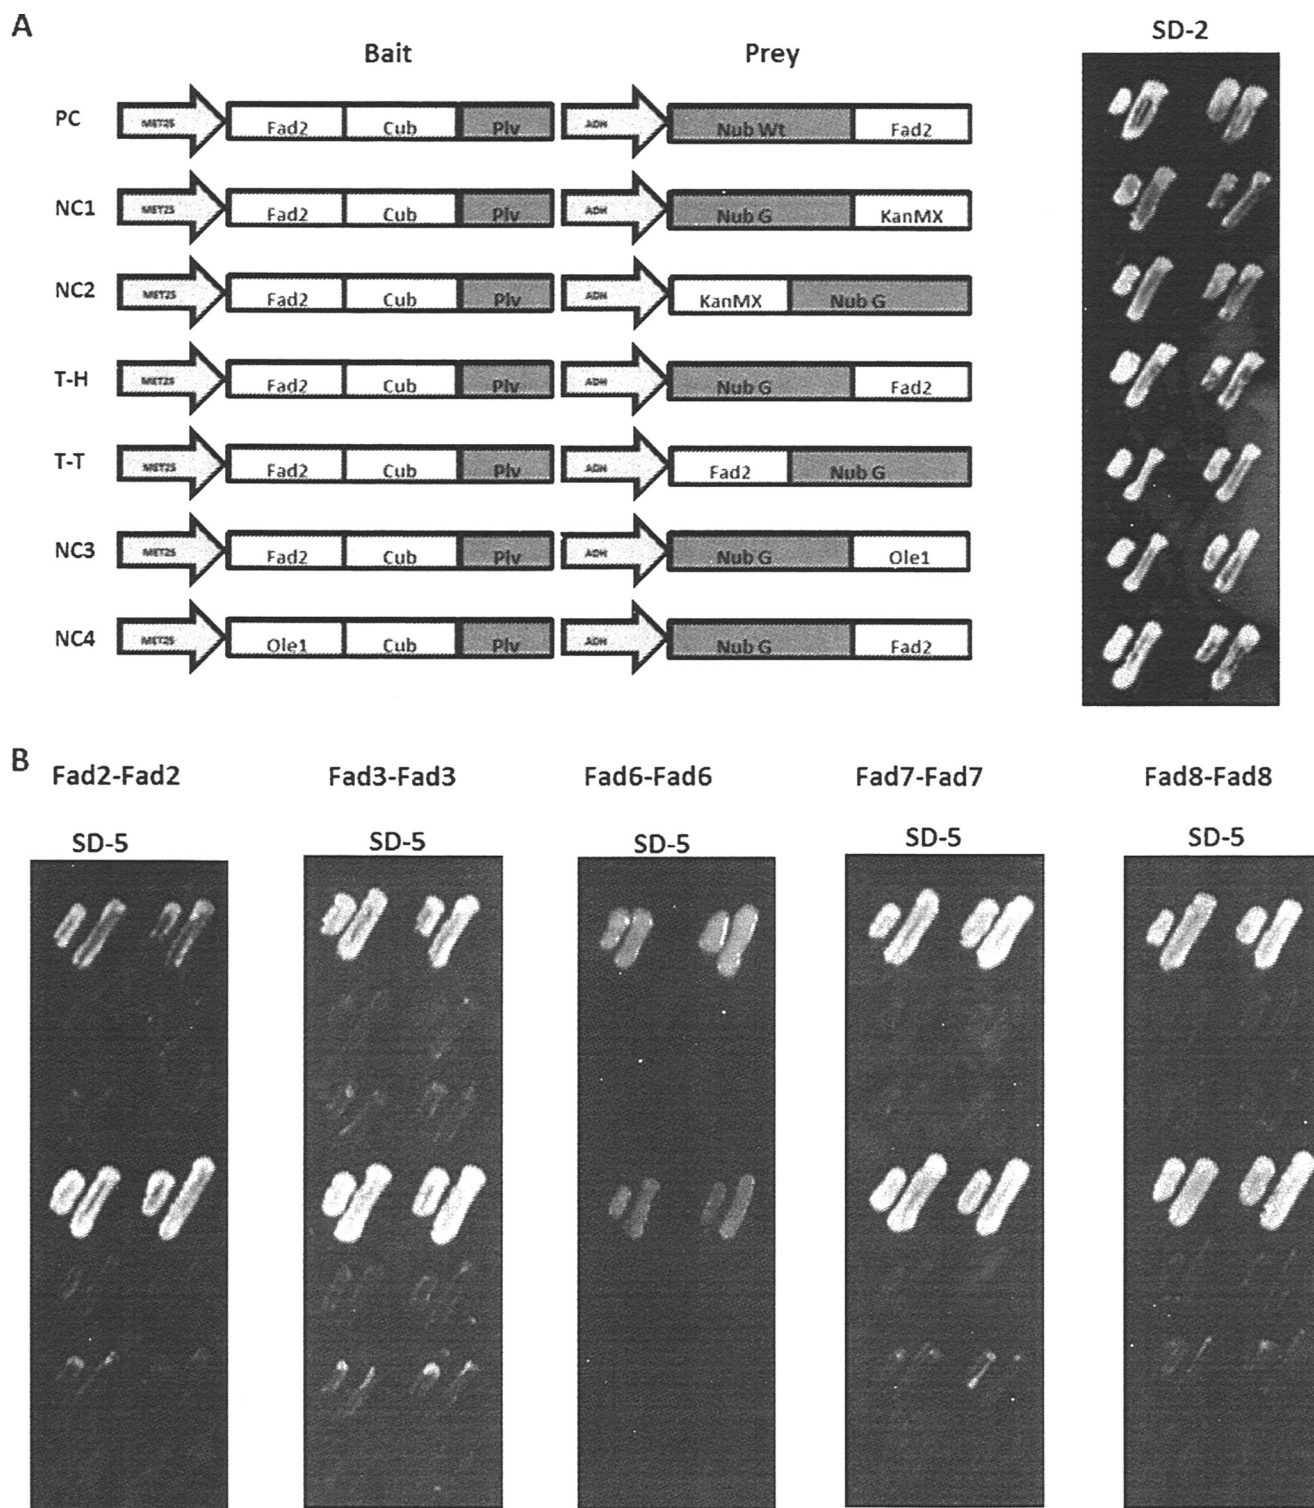 A
Bait
Prey
SD-2
PC
MET25
Fad2
Cub
Plv
ADH
Nub Wt
Fad2
NC1
MET25
Fad2
Cub
Plv
ADH
Nub G
KanMX
NC2
MET25
Fad2
Cub
Plv
ADH
KanMX
Nub G
T-H
MET25
Fad2
Cub
Plv
ADH
Nub G
Fad2
T-T
MET25
Fad2
Cub
Plv
ADH
Fad2
Nub G
NC3
MET25
Fad2
Cub
Plv
ADH
Nub G
Ole1
NC4
MET25
Ole1
Cub
Plv
ADH
Nub G
Fad2
B
Fad2-Fad2
Fad3-Fad3
Fad6-Fad6
Fad7-Fad7
Fad8-Fad8
SD-5
SD-5
SD-5
SD-5
SD-5